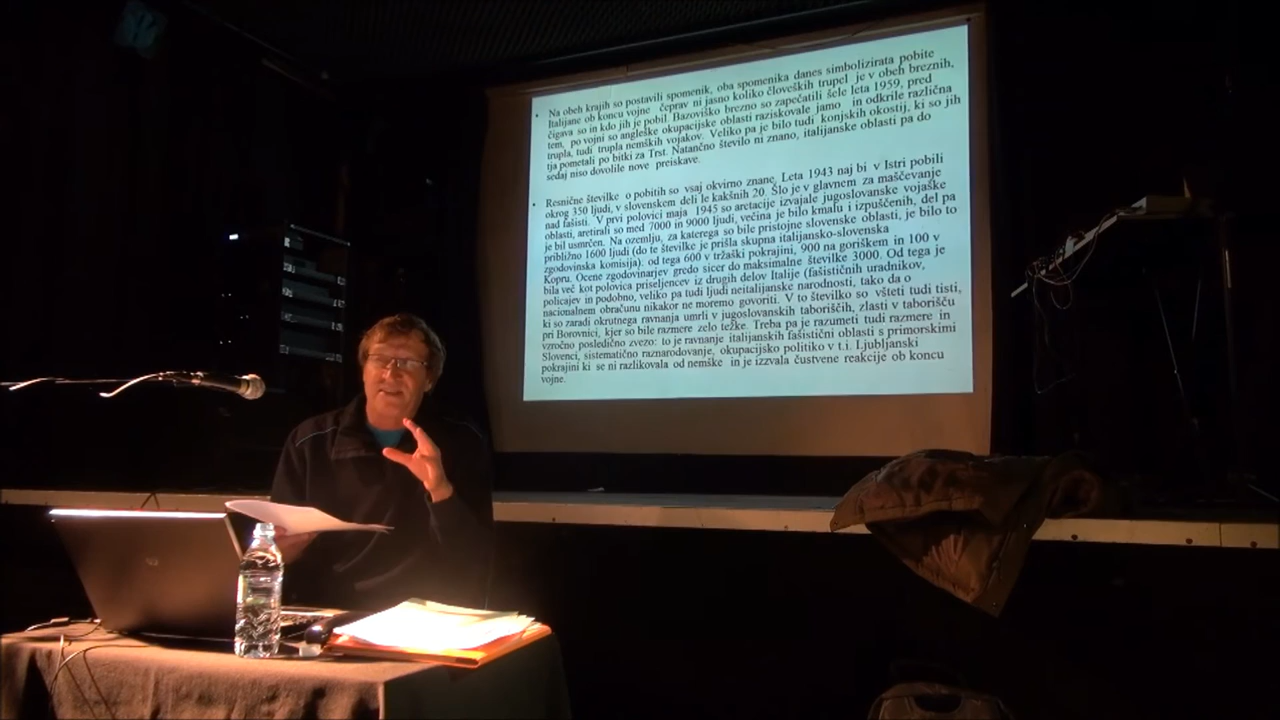 Na obeh krajih so postavili spomenik, oba spomenika danes simbolizirata pobite
Italijane ob koncu vojne čeprav ni jasno koliko človeških trupel je v obeh breznih,
čigava so in kdo jih je pobil. Bazoviško brezno so zapečatili šele leta 1959, pred
tem, po vojni so angleške okupacijske oblasti raziskovale jamo in odkrile različna
trupla, tudi trupla nemških vojakov. Veliko pa je bilo tudi konjskih okostij, ki so jih
tja pometali po bitki za Trst. Natančno število ni znano, italijanske oblasti pa do
sedaj niso dovolile nove preiskave.
Resnične številke o pobitih so vsaj okvirno znane. Leta 1943 naj bi v Istri pobili
okrog 350 ljudi, v slovenskem deli le kakšnih 20. Šlo je v glavnem za maščevanje
nad fašisti. V prvi polovici maja 1945 so aretacije izvajale jugoslovanske vojaške
oblasti, aretirali so med 7000 in 9000 ljudi, večina je bilo kmalu i izpuščenih, del pa
je bil usmrčen. Na ozemlju, za katerega so bile pristojne slovenske oblasti, je bilo to
približno 1600 ljudi (do te številke je prišla skupna italijansko-slovenska
zgodovinska komisija). od tega 600 v tržaški pokrajini, 900 na goriškem in 100 v
Kopru. Ocene zgodovinarjev gredo sicer do maksimalne številke 3000. Od tega je
bila več kot polovica priseljencev iz drugih delov Italije (fašističnih uradnikov,
policajev in podobno, veliko pa tudi ljudi neitalijanske narodnosti, tako da o
nacionalnem obračunu nikakor ne moremo govoriti. V to število so všteti tudi tisti,
ki so zaradi okrutnega ravnanja umrli v jugoslovanskih taboriščih, zlasti v taborišču
pri Borovnici, kjer so bile razmere zelo težke. Treba pa je razumeti tudi razmere in
vzročno posledično zvezo: to je ravnanje italijanskih fašistični oblasti s primorskimi
Slovenci, sistematično raznarodovanje, okupacijsko politiko v t.i. Ljubljanski
pokrajini ki se ni razlikovala od nemške in je izzvala čustvene reakcije ob koncu
vojne.